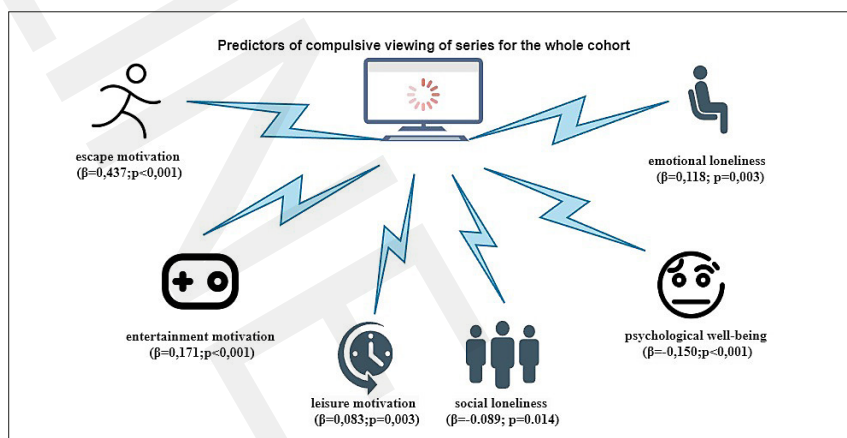 Predictors of compulsive viewing of series for the whole cohort
escape motivation
(β=0,437;p<0,001)
emotional loneliness
(β=0,118; p=0,003)
entertainment motivation
(β=0,171;p<0,001)
psychological well-being
(β=-0,150;p<0,001)
leisure motivation
(β=0,083;p=0,003)
social loneliness
(β=-0.089; p=0.014)